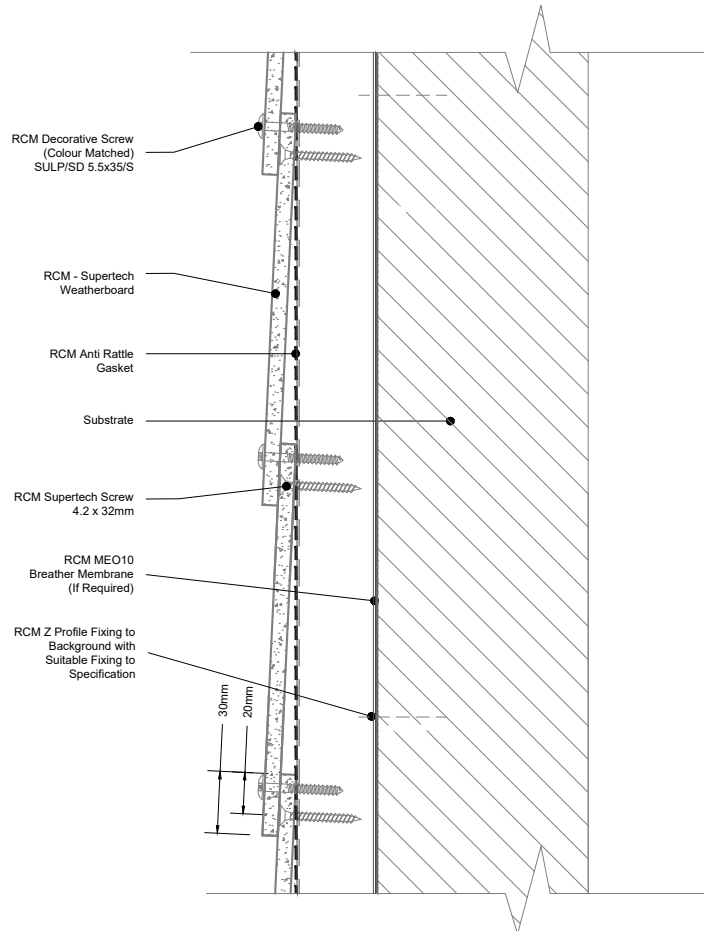 RCM Decorative Screw
(Colour Matched)
SULP/SD 5.5x35/S
RCM - Supertech
Weatherboard
RCM Anti Rattle
Gasket
Substrate
RCM Supertech Screw
4.2 x 32mm
RCM MEO10
Breather Membrane
(If Required)
RCM Z Profile Fixing to
Background with
Suitable Fixing to
Specification
30mm
20mm